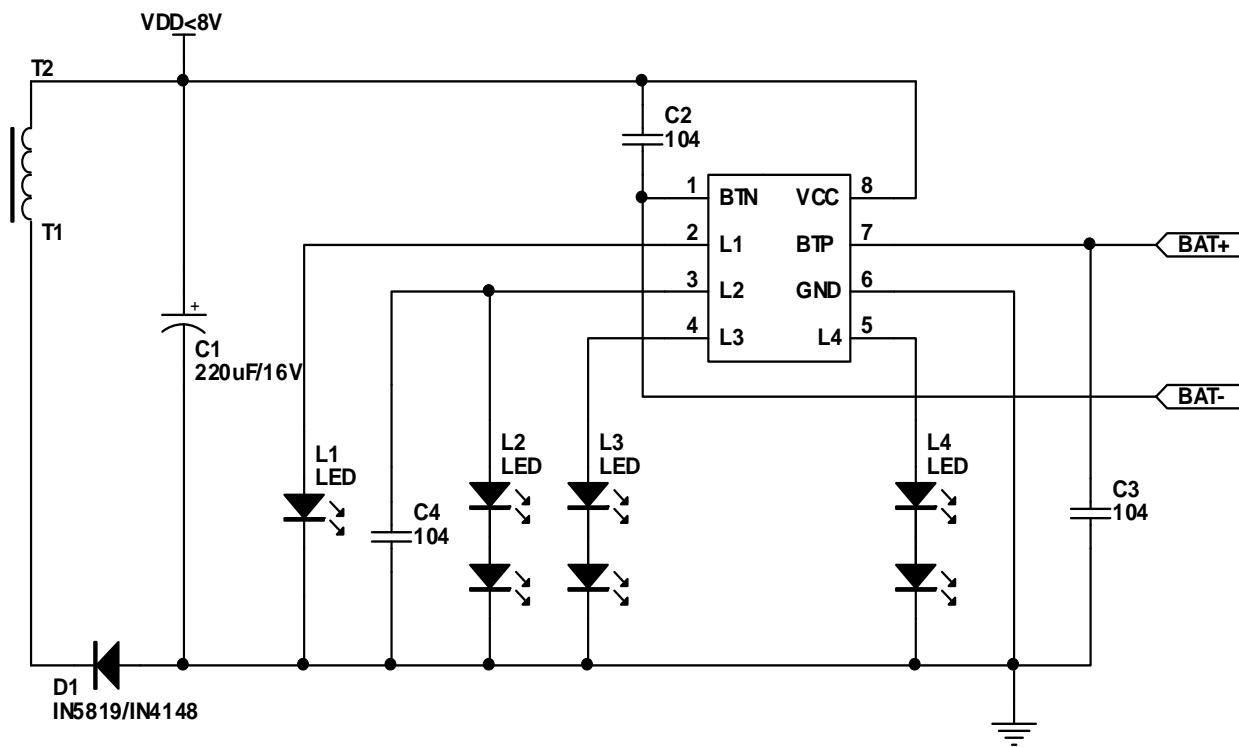 VDD<8V
T2
T1
C1
220uF/16V
D1
IN5819/IN4148
C2
104
1 BTN VCC 8
2 L1 BTP 7
3 L2 GND 6
4 L3 L4 5
BAT+
BAT-
+
L1
LED
C4
104
L2
LED
L3
LED
L4
LED
C3
104